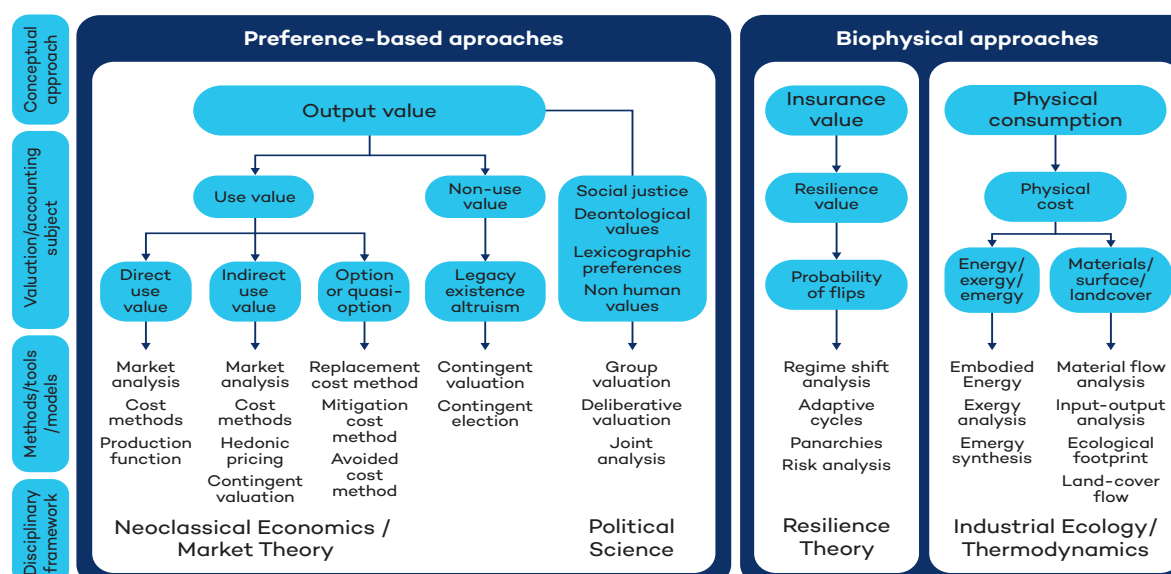 Conceptual
approach
Valuation/accounting
subject
Methods/tools
/models
Disciplinary
framework
Preference-based aproaches
Output value
Use value
Non-use
value
Direct
use value
Indirect
use value
Option
or quasi-
option
Legacy
existence
altruism
Social justice
Deontological
values
Lexicographic
preferences
Non human
values
Market
analysis
Cost
methods
Production
function
Market
analysis
Cost
methods
Hedonic
pricing
Contingent
valuation
Replacement
cost method
Mitigation
cost
method
Avoided
cost
method
Contingent
valuation
Contingent
election
Group
valuation
Deliberative
valuation
Joint
analysis
Neoclassical Economics /
Market Theory
Political
Science
Biophysical approaches
Insurance
value
Resilience
value
Probability
of flips
Regime shift
analysis
Adaptive
cycles
Panarchies
Risk analysis
Resilience
Theory
Physical
consumption
Physical
cost
Energy/
exergy/
emergy
Materials/
surface/
landcover
Embodied
Energy
Exergy
analysis
Emergy
synthesis
Material flow
analysis
Input-output
analysis
Ecological
footprint
Land-cover
flow
Industrial Ecology/
Thermodynamics